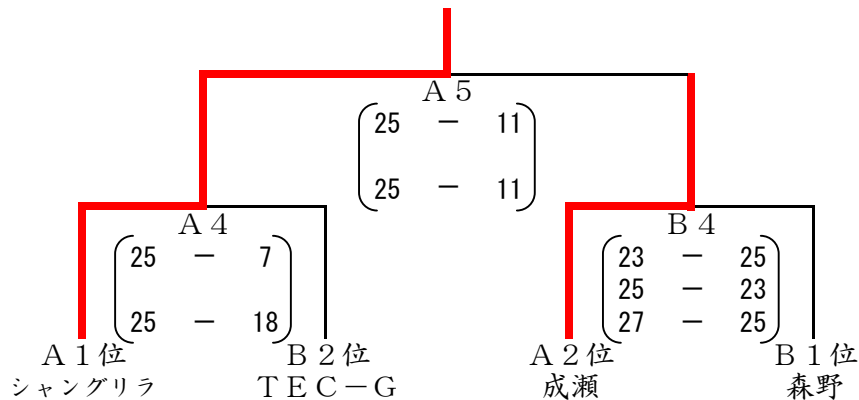 Ａ５
25 － 11
25 － 11
Ａ４
25 － 7
25 － 18
Ｂ４
23 － 25
25 － 23
27 － 25
Ａ１位 Ｂ２位 Ａ２位 Ｂ１位
シャングリラ ＴＥＣ－Ｇ 成瀬 森野